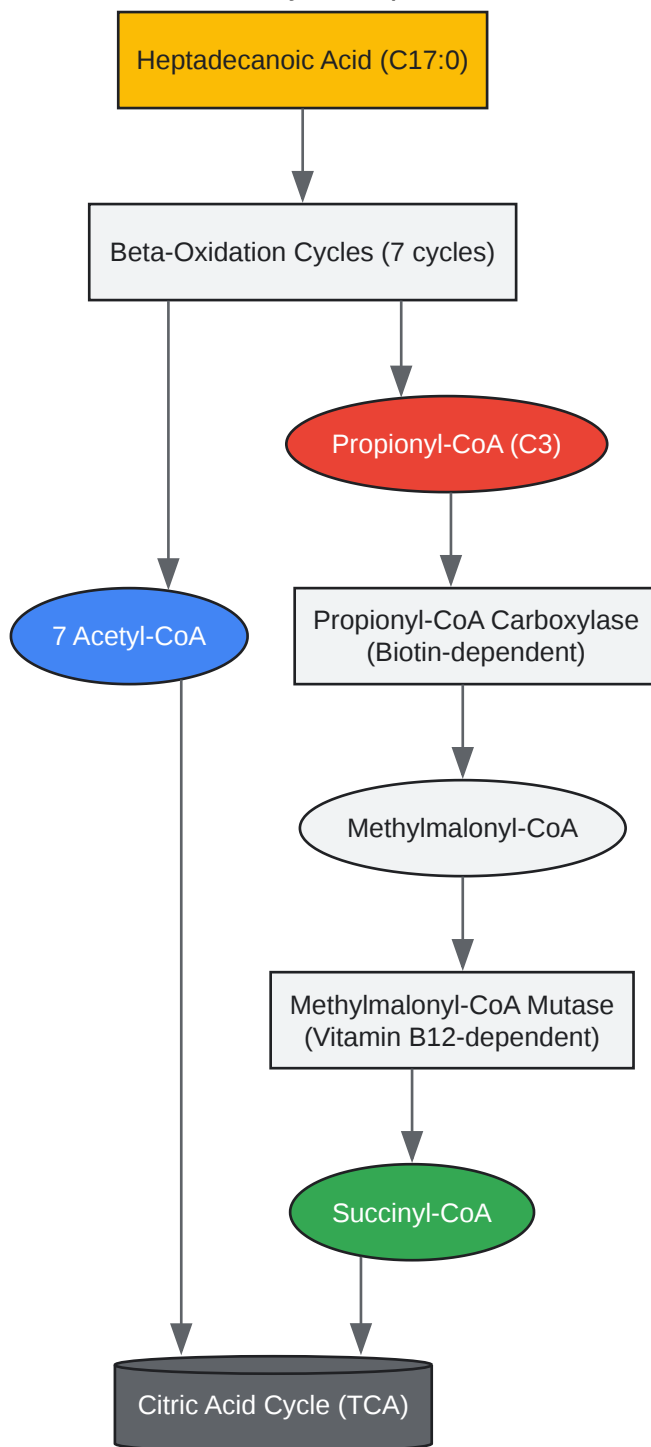 Heptadecanoic Acid (C17:0)
Beta-Oxidation Cycles (7 cycles)
Propionyl-CoA (C3)
7 Acetyl-CoA
Propionyl-CoA Carboxylase
(Biotin-dependent)
Methylmalonyl-CoA
Methylmalonyl-CoA Mutase
(Vitamin B12-dependent)
Succinyl-CoA
Citric Acid Cycle (TCA)